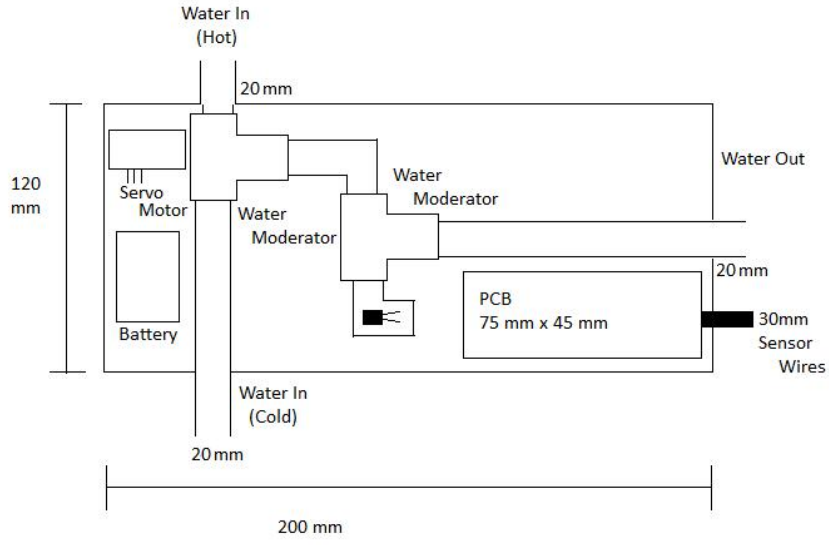 Water In
(Hot)
20 mm
120
mm
Servo
Motor
Water
Moderator
Water
Moderator
Water Out
20 mm
Battery
PCB
75 mm x 45 mm
30mm
Sensor
Wires
Water In
(Cold)
20 mm
200 mm